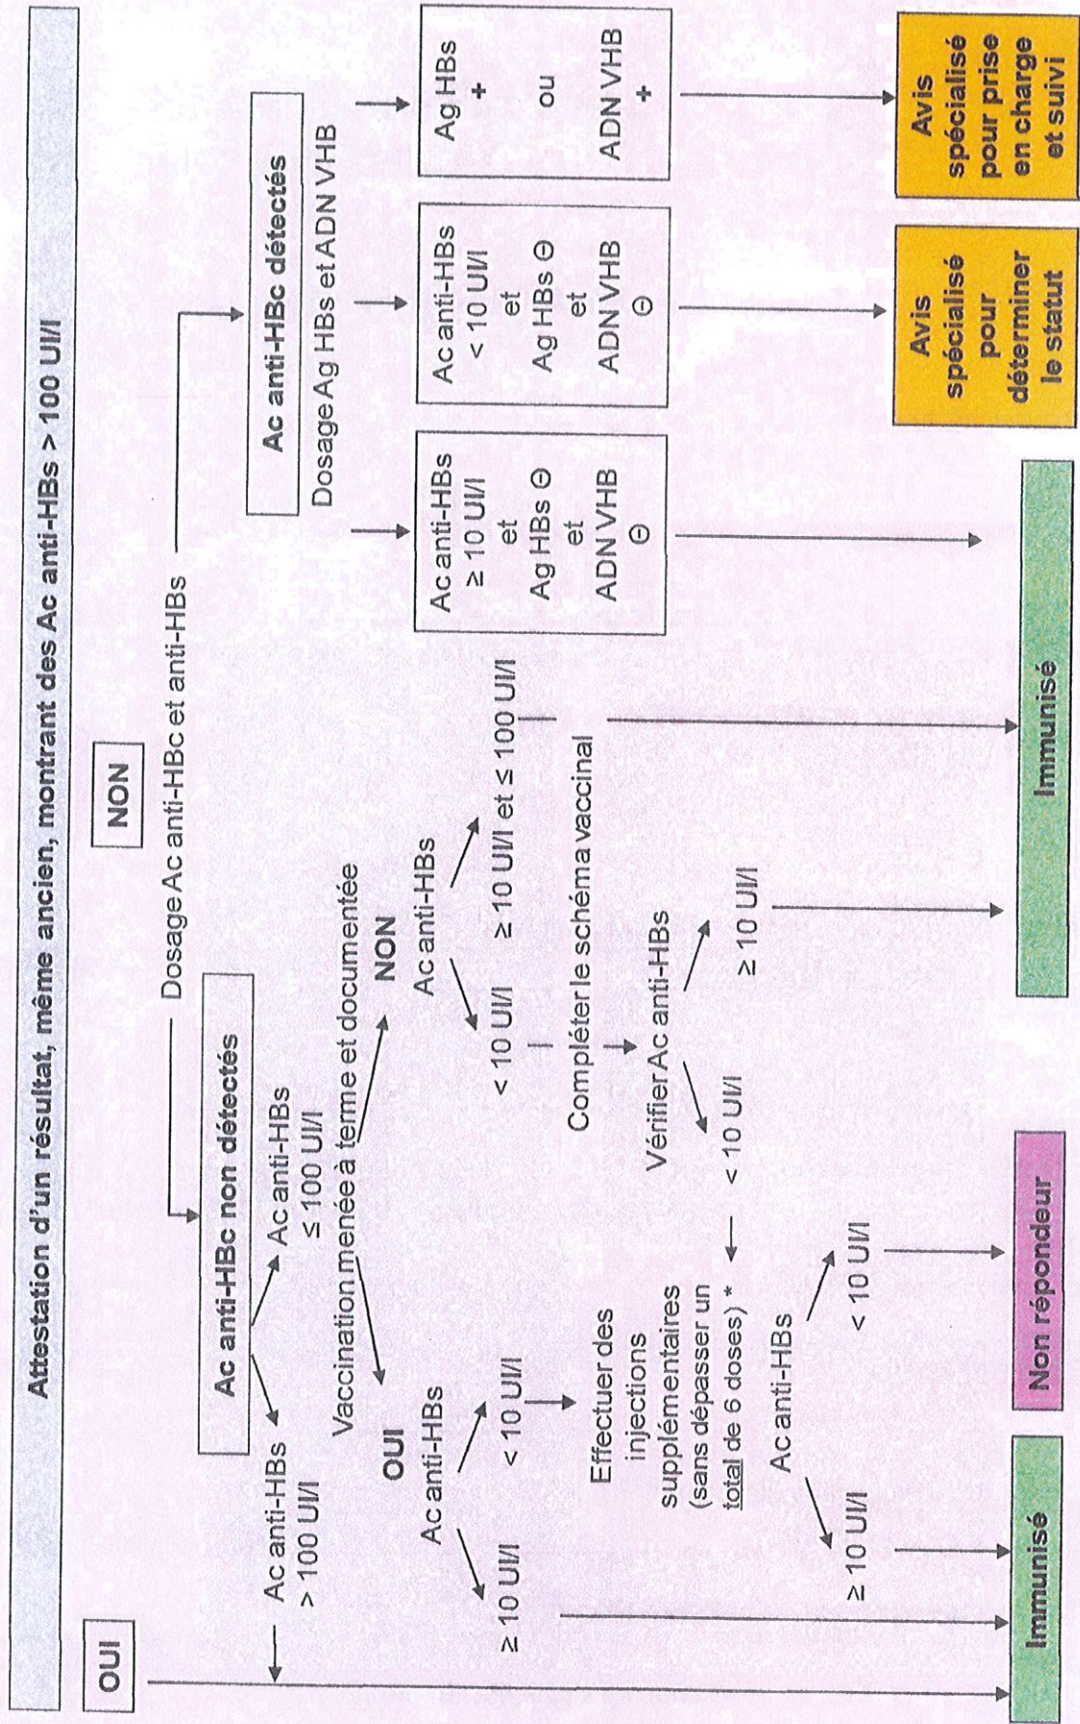 Attestation d'un résultat, même ancien, montrant des Ac anti-HBs > 100 UI/l
OUI
NON
Dosage Ac anti-HBc et anti-HBs
Ac anti-HBc non détectés
Ac anti-HBs
> 100 UI/l
Ac anti-HBs
≤ 100 UI/l
Vaccination menée à terme et documentée
OUI
Ac anti-HBs
≥ 10 UI/l
< 10 UI/l
Effectuer des
injections
supplémentaires
(sans dépasser un
total de 6 doses) *
Ac anti-HBs
≥ 10 UI/l
< 10 UI/l
NON
Ac anti-HBs
< 10 UI/l
≥ 10 UI/l et ≤ 100 UI/l
Compléter le schéma vaccinal
Vérifier Ac anti-HBs
< 10 UI/l
≥ 10 UI/l
Ac anti-HBc détectés
Dosage Ag HBs et ADN VHB
Ac anti-HBs
≥ 10 UI/l
et
Ag HBs ⊖
et
ADN VHB
⊖
Ac anti-HBs
< 10 UI/l
et
Ag HBs ⊖
et
ADN VHB
⊖
Ag HBs
+
ou
ADN VHB
+
Immunisé
Non répondeur
Immunisé
Avis
spécialisé
pour
déterminer
le statut
Avis
spécialisé
pour prise
en charge
et suivi